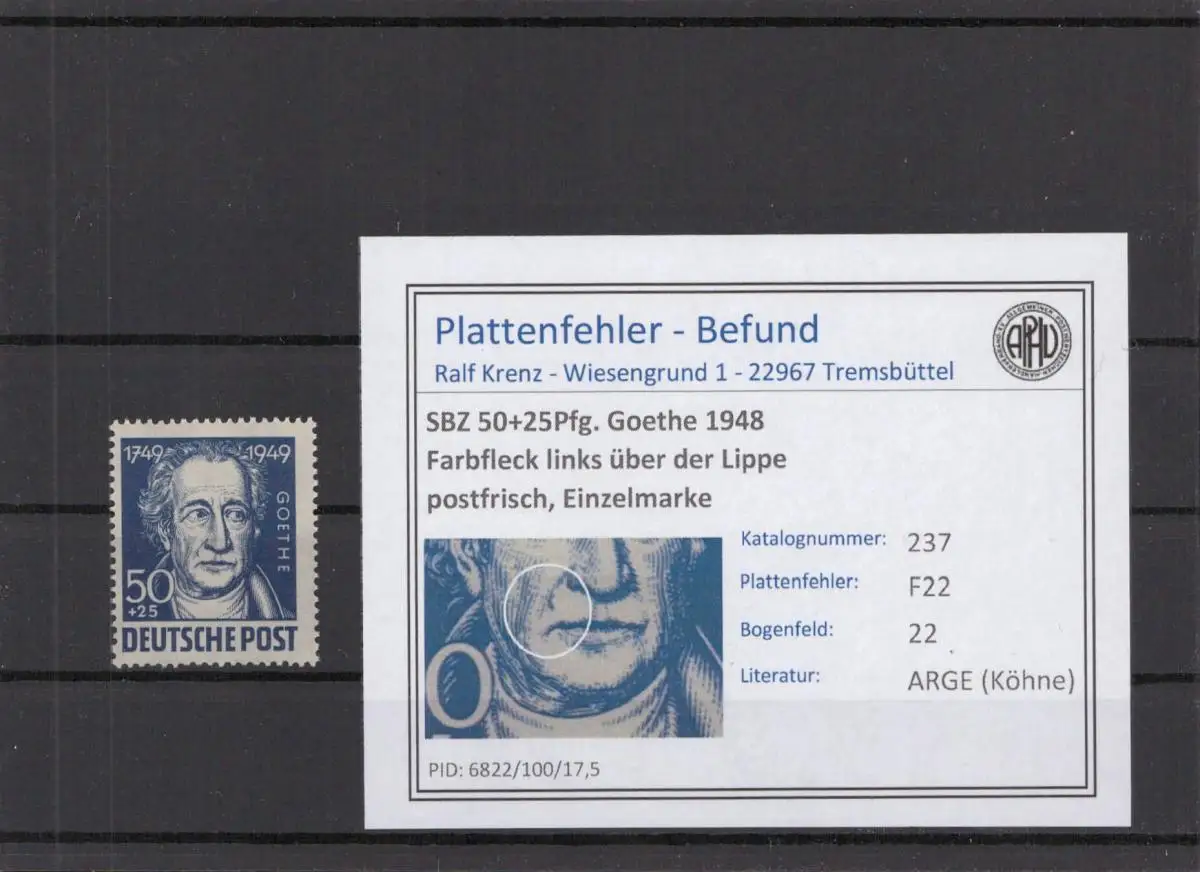 1749 1949
GOETHE
50
+25
DEUTSCHE POST
Plattenfehler - Befund
Ralf Krenz - Wiesengrund 1 - 22967 Tremsbüttel
APHV
SBZ 50+25Pfg. Goethe 1948
Farbfleck links über der Lippe
postfrisch, Einzelmarke
Katalognummer: 237
Plattenfehler: F22
Bogenfeld: 22
Literatur: ARGE (Köhne)
0
PID: 6822/100/17,5